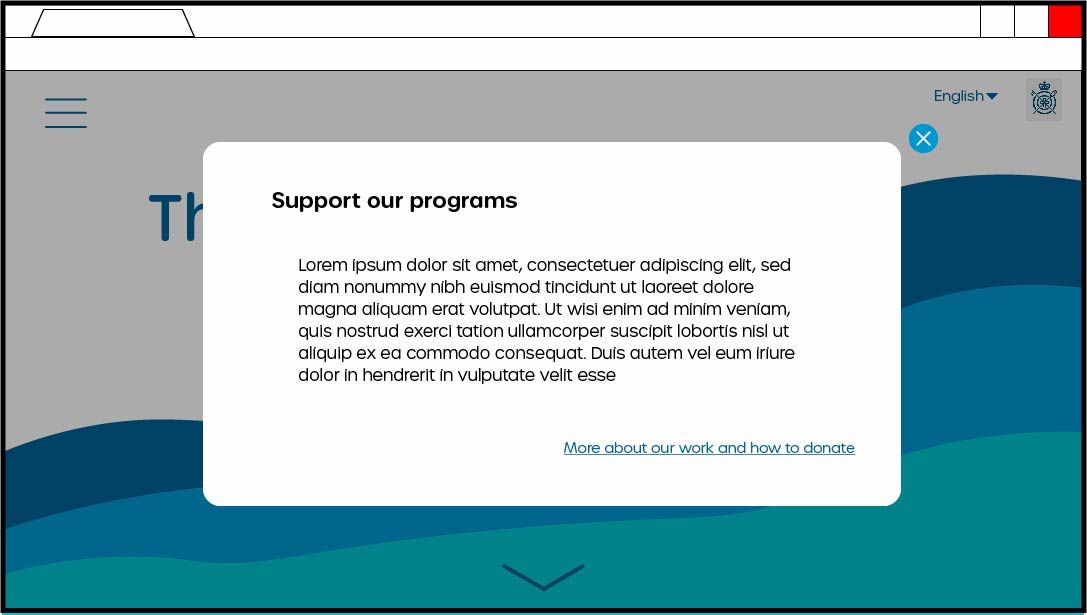 English
Th
Support our programs
Lorem ipsum dolor sit amet, consectetuer adipiscing elit, sed
diam nonummy nibh euismod tincidunt ut laoreet dolore
magna aliquam erat volutpat. Ut wisi enim ad minim veniam,
quis nostrud exerci tation ullamcorper suscipit lobortis nisl ut
aliquip ex ea commodo consequat. Duis autem vel eum iriure
dolor in hendrerit in vulputate velit esse
More about our work and how to donate